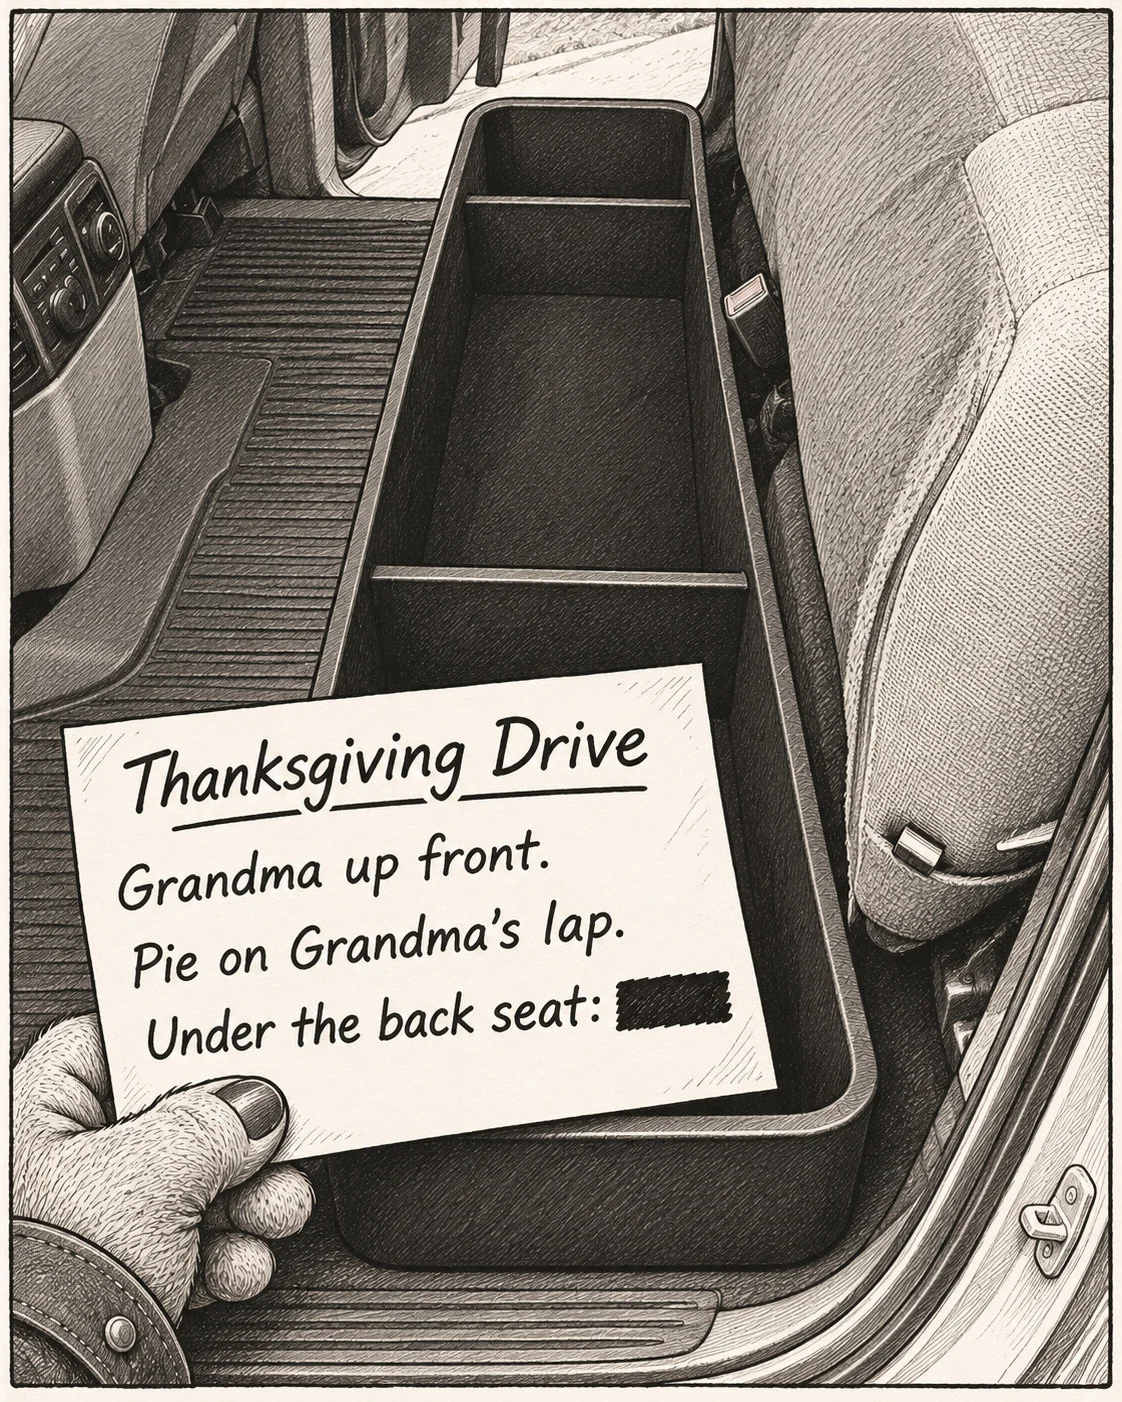 Thanksgiving Drive
Grandma up front.
Pie on Grandma's lap.
Under the back seat: